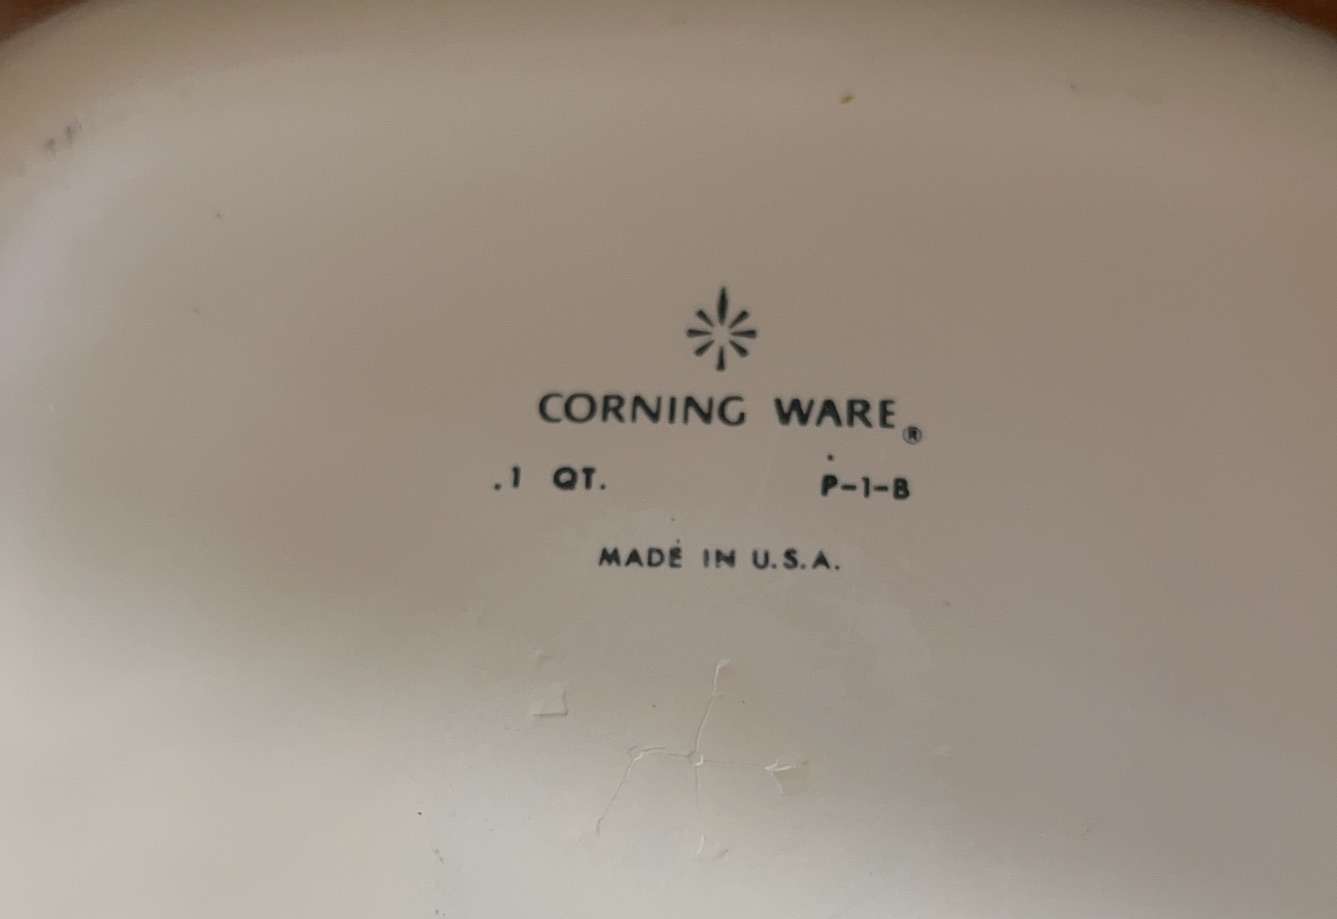 CORNING WARE®
.1 QT. P-1-B
MADE IN U.S.A.